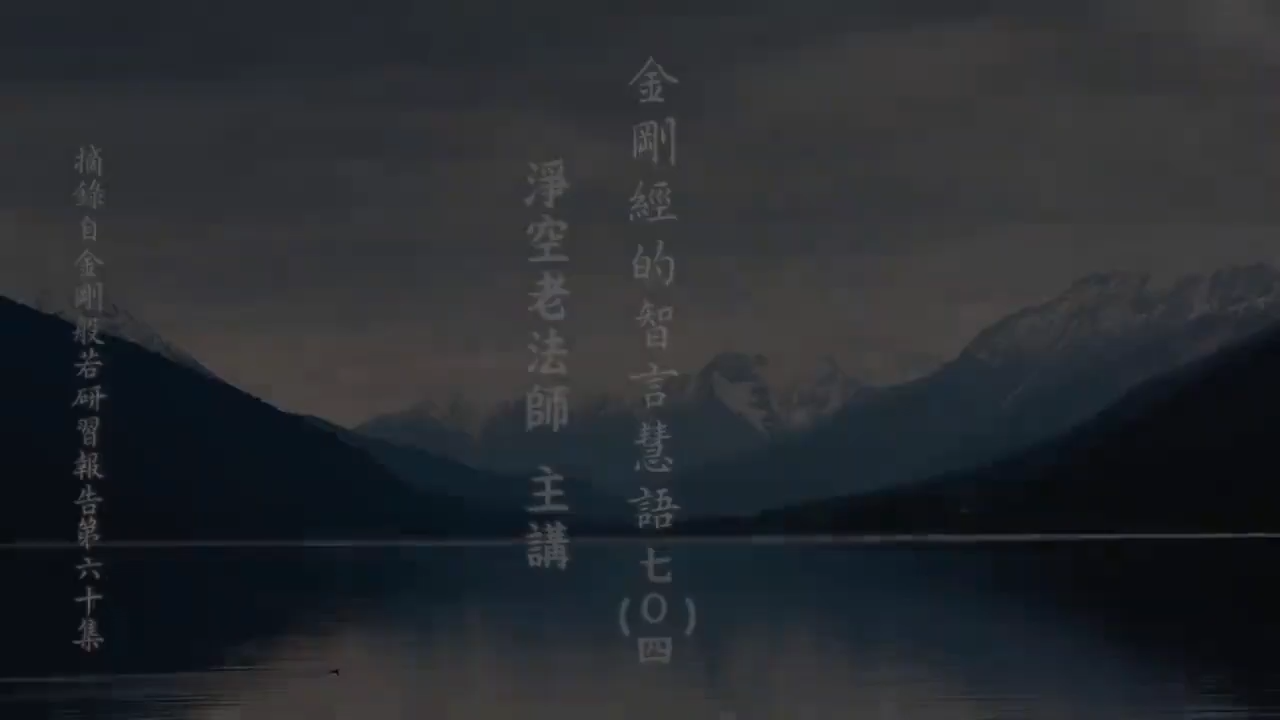 金剛經的智言慧語(七〇四)
淨空老法師 主講
摘錄自金剛般若研習報告第六十集